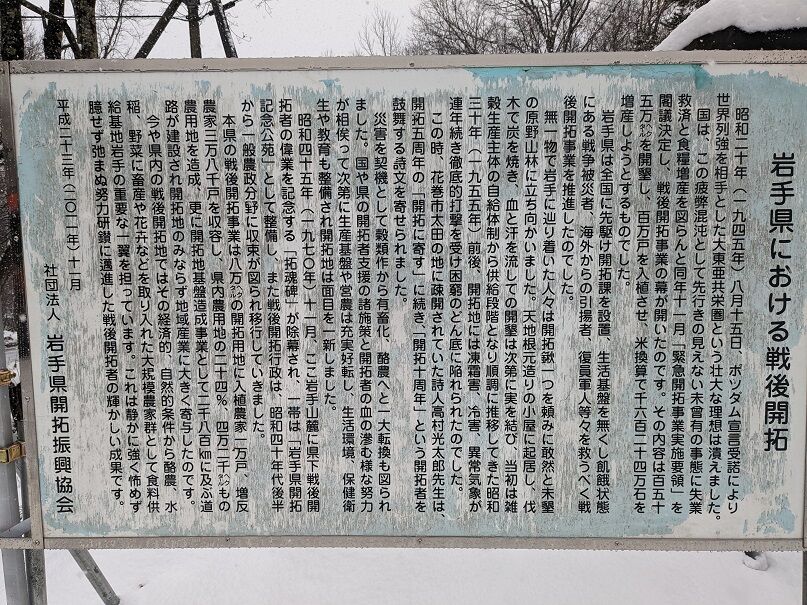 岩手県における戦後開拓
昭和二十年(一九四五年)八月十五日、ポツダム宣言受諾により
世界列強を相手とした大東亜共栄圏という壮大な理想は潰えました。
国は、この疲弊混沌として先行きの見えない未曾有の事態に失業
救済と食糧増産を図らんと同年十一月「緊急開拓事業実施要領」を
閣議決定し、戦後開拓事業の幕が開いたのです。その内容は百五十
五万㌶を開墾し、百万戸を入植させ、米換算で千六百二十四万石を
増産しようとするものでした。
岩手県は全国に先駆け開拓課を設置、生活基盤を無くし飢餓状態
にある戦争被災者、海外からの引揚者、復員軍人等々を救うべく戦
後開拓事業を推進したのでした。
無一物で岩手に辿り着いた人々は開拓鍬一つを頼みに敢然と未墾
の原野山林に立ち向かいました。天地根元造りの小屋に起居し、伐
木で炭を焼き、血と汗を流しての開墾は次第に実を結び、当初は雑
穀生産主体の自給体制から供給段階となり順調に推移してきた昭和
三十年(一九五五年)前後、開拓地には凍霜害、冷害、異常気象が
連年続き徹底的打撃を受け困窮のどん底に陥れられたのでした。
この時、花巻市太田の地に疎開されていた詩人高村光太郎先生は、
開拓五周年の「開拓に寄す」に続き、「開拓十周年」という開拓者を
鼓舞する詩文を寄せられました。
災害を契機として穀類作から有畜化、酪農へと一大転換も図られ
ました。国や県の開拓者支援の諸施策と開拓者の血の滲む様な努力
が相俟って次第に生産基盤や営農は充実好転し、生活環境、保健衛
生や教育も整備され開拓地は面目を一新しました。
昭和四十五年(一九七〇年)十一月、ここ岩手山麓に県下戦後開
拓者の偉業を記念する「拓魂碑」が除幕され、一帯は「岩手県開拓
記念公苑」として整備し、また戦後開拓行政は、昭和四十年代後半
から一般農政分野に収束が図られ移行していきました。
本県の戦後開拓事業は八万㌶の開拓用地に入植農家一万戸、増反
農家三万八千戸を収容し、県内農用地の二十四%、四万二千㌶もの
農用地を造成、更に開拓地基盤造成事業として二千八百㎞に及ぶ道
路が建設され開拓地のみならず地域産業に大きく寄与したのです。
今や県内の戦後開拓地ではその経済的、自然的条件から酪農、水
稲、野菜に畜産や花卉などを取り入れた大規模農家群として食料供
給基地岩手の重要な一翼を担っています。これは静かに強く怖めず
臆せず弛まぬ努力研鑽に邁進した戦後開拓者の輝かしい成果です。
平成二十三年(二〇一一年)十一月
社団法人 岩手県開拓振興協会